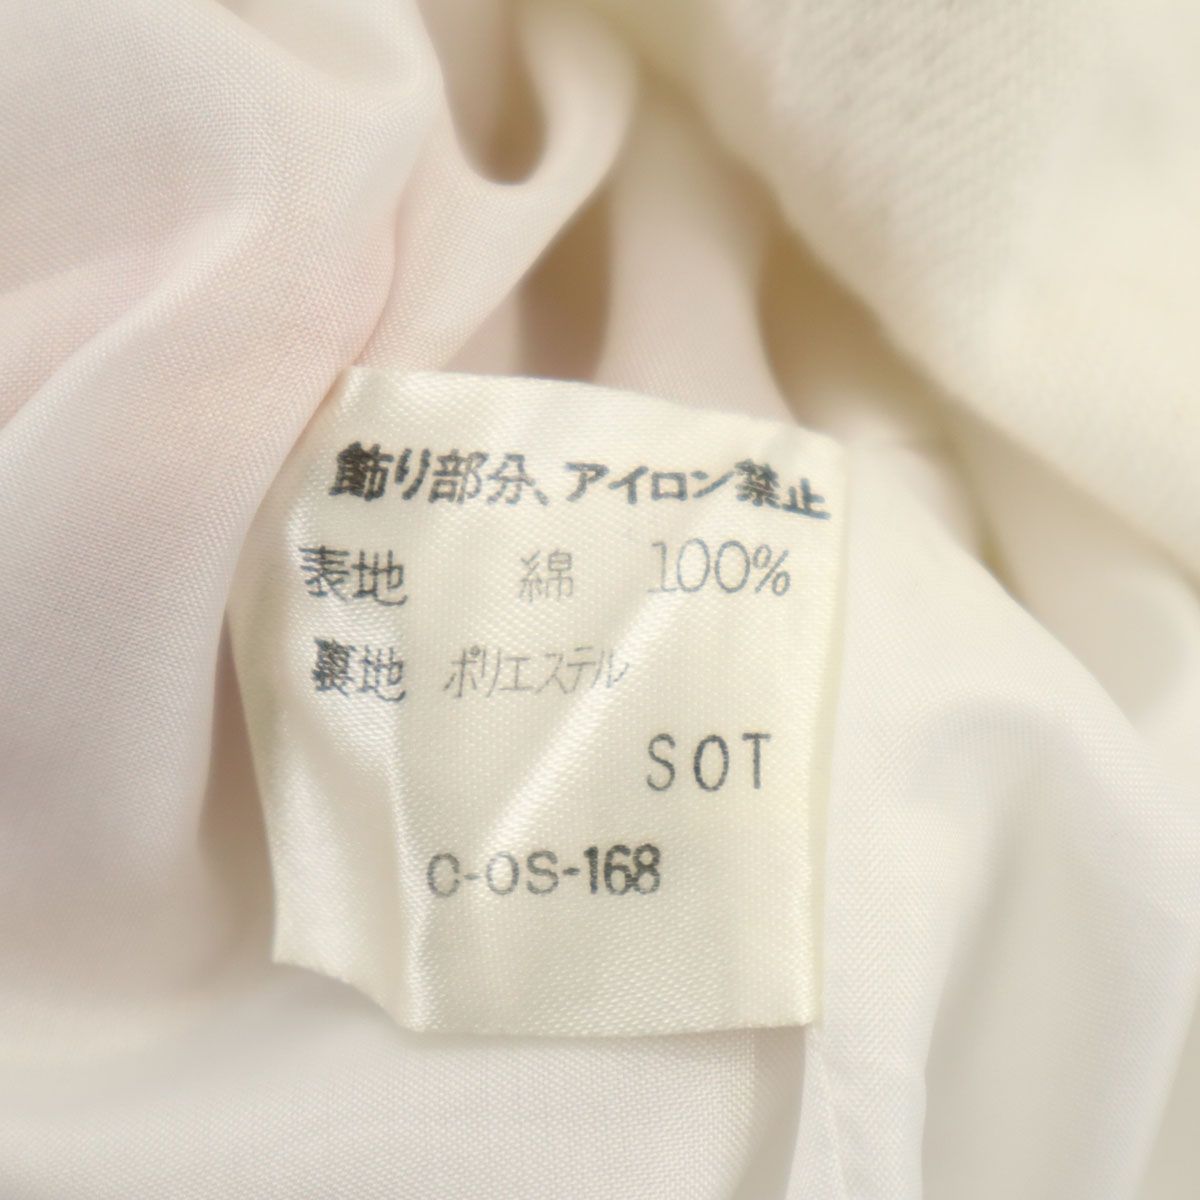 飾り部分、アイロン禁止
表地 綿 100%
裏地 ポリエステル
SOT
C-OS-168